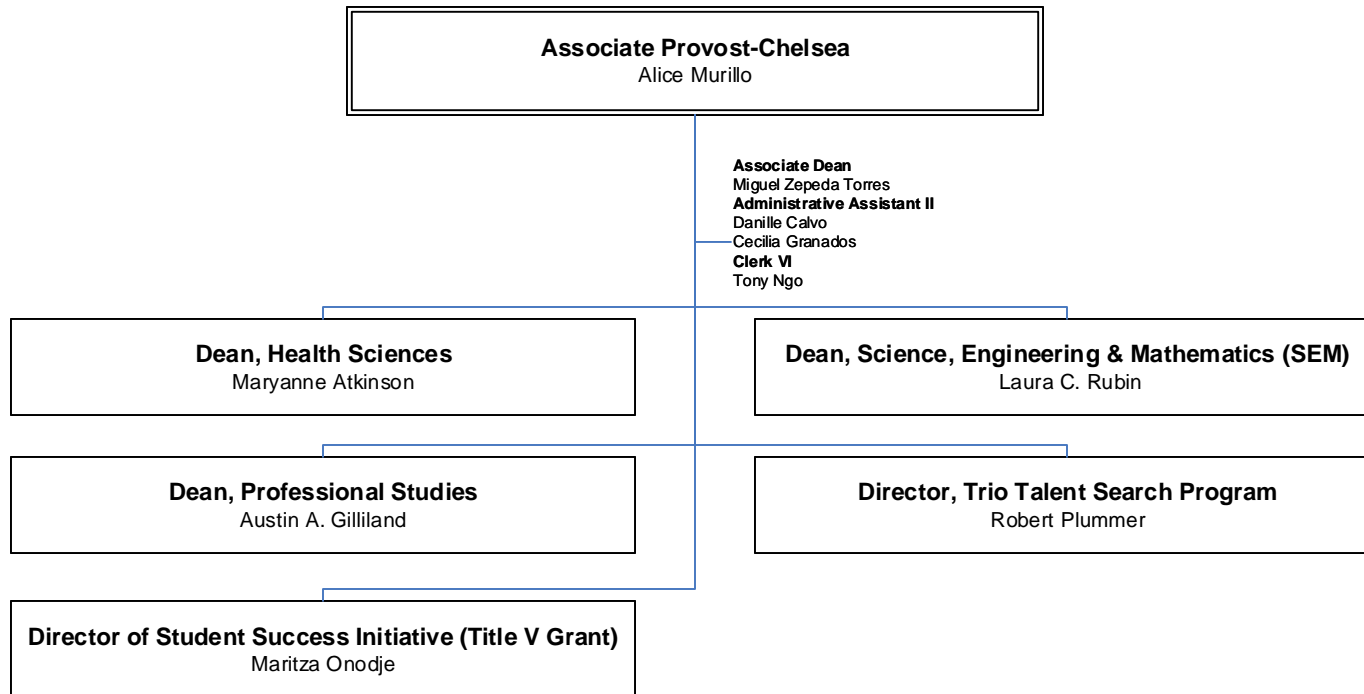 Associate Provost-Chelsea
Alice Murillo
Associate Dean
Miguel Zepeda Torres
Administrative Assistant II
Danille Calvo
Cecilia Granados
Clerk VI
Tony Ngo
Dean, Health Sciences
Maryanne Atkinson
Dean, Science, Engineering & Mathematics (SEM)
Laura C. Rubin
Dean, Professional Studies
Austin A. Gilliland
Director, Trio Talent Search Program
Robert Plummer
Director of Student Success Initiative (Title V Grant)
Maritza Onodje